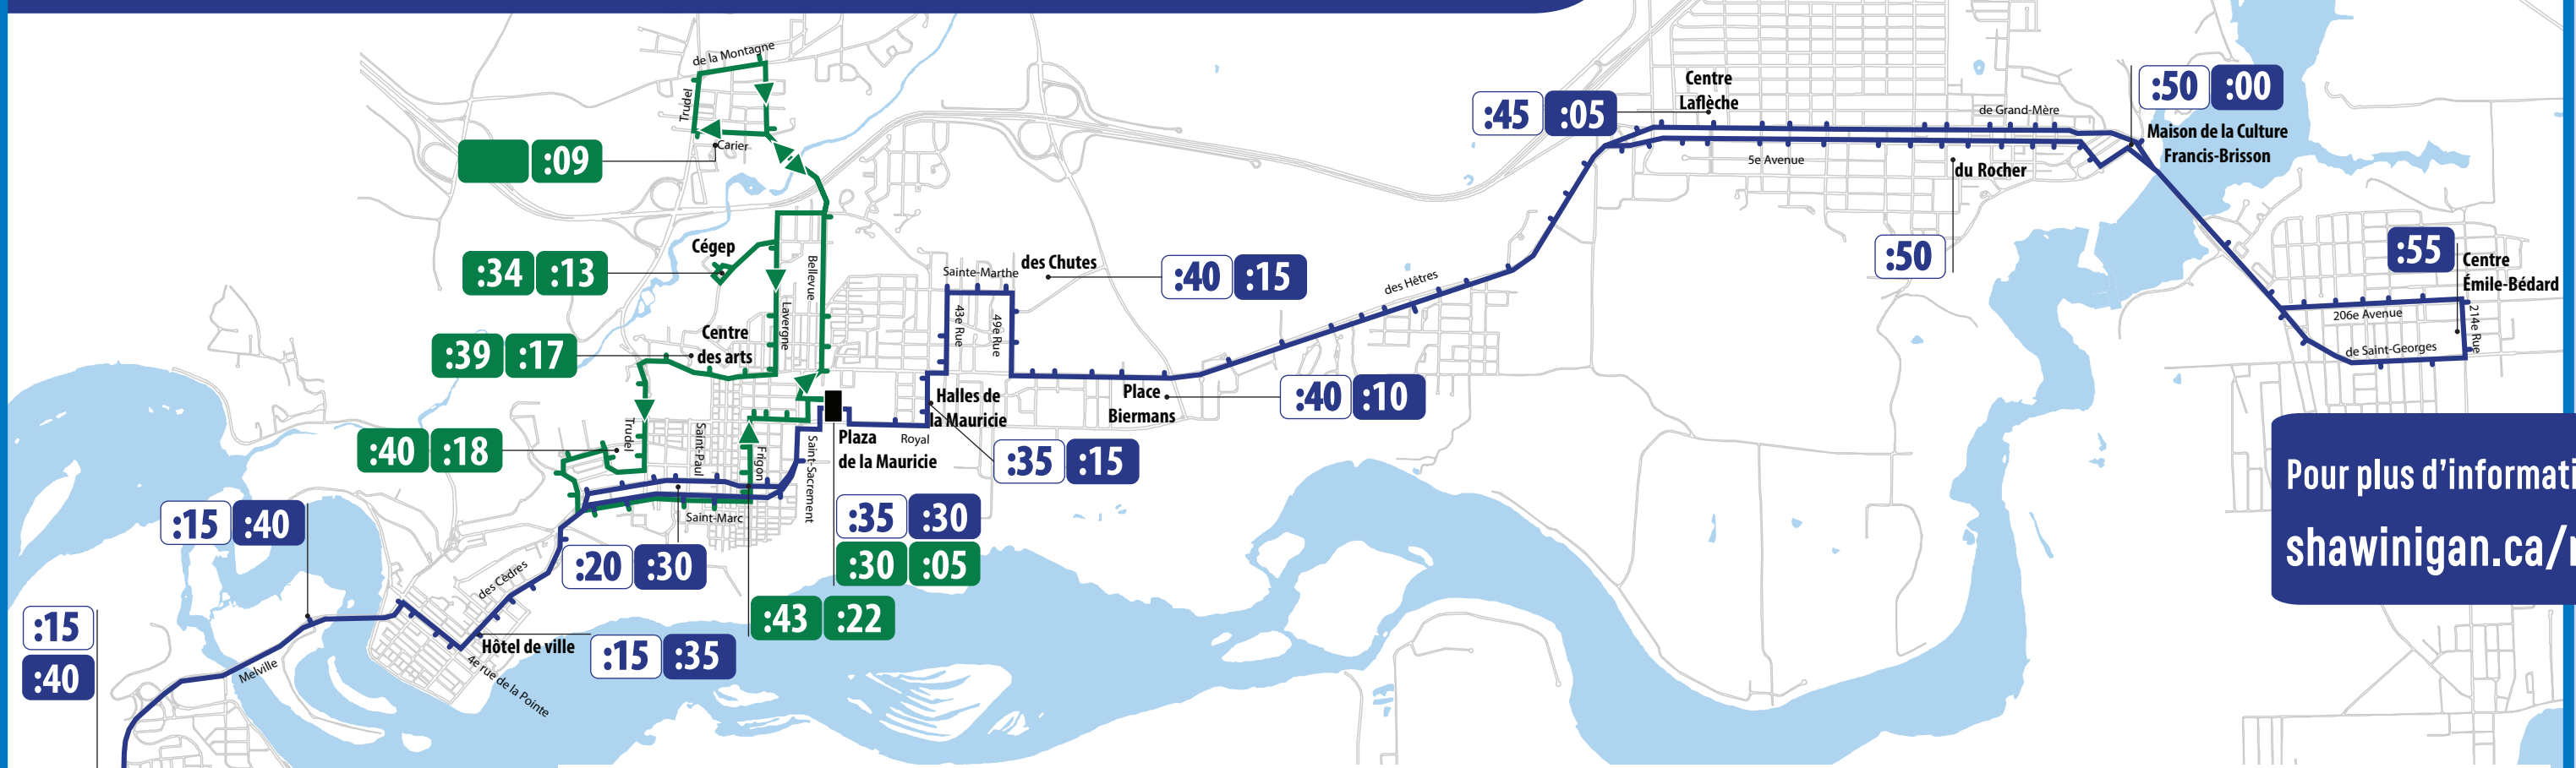 de la Montagne
Trudel
Carier
:09
Cégep
:34 :13
Bellevue
Lavergne
Centre
des arts
:39 :17
Trudel
:40 :18
Saint-Paul
Frigon
Saint-Sacrement
Saint-Marc
:15 :40
:15
:40
Melville
des Cèdres
4e rue de la Pointe
Hôtel de ville
:15 :35
:20 :30
:43 :22
Plaza
de la Mauricie
:35 :30
:30 :05
Royal
Halles de
la Mauricie
:35 :15
Sainte-Marthe
43e Rue
49e Rue
des Chutes
:40 :15
Place
Biermans
:40 :10
des Hêtres
:45 :05
Centre
Laflèche
5e Avenue
de Grand-Mère
du Rocher
:50
:50 :00
Maison de la Culture
Francis-Brisson
:55
Centre
Émile-Bédard
206e Avenue
214e Rue
de Saint-Georges
Pour plus d'informati
shawinigan.ca/